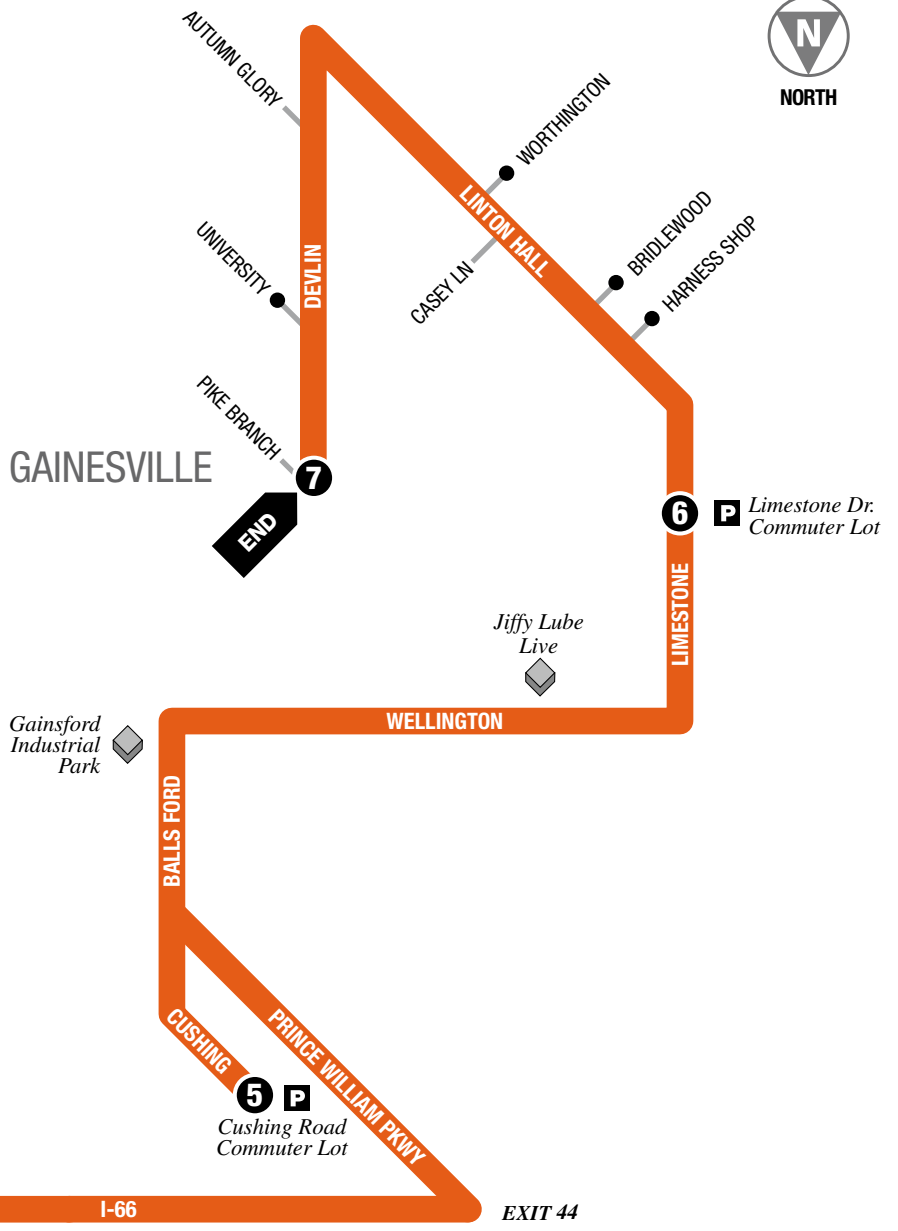 N
NORTH
AUTUMN GLORY
WORTHINGTON
LINTON HALL
BRIDLEWOOD
HARNESS SHOP
UNIVERSITY
DEVLIN
CASEY LN
PIKE BRANCH
GAINESVILLE
7
END
6
P
Limestone Dr.
Commuter Lot
LIMESTONE
Jiffy Lube
Live
WELLINGTON
Gainsford
Industrial
Park
BALLS FORD
CUSHING
PRINCE WILLIAM PKWY
5
P
Cushing Road
Commuter Lot
I-66
EXIT 44